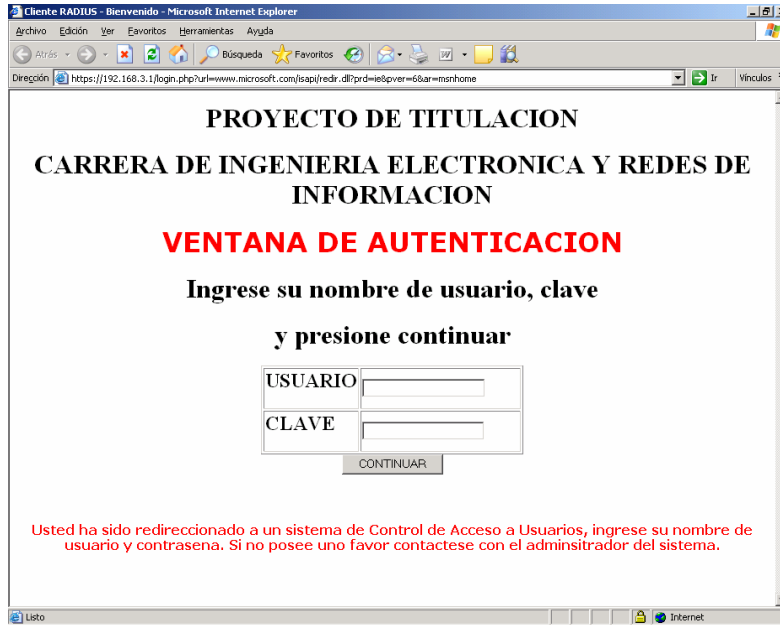 Cliente RADIUS - Bienvenido - Microsoft Internet Explorer
Archivo Edición Ver Favoritos Herramientas Ayuda
Atrás Búsqueda Favoritos
Dirección https://192.168.3.1/login.php?url=www.microsoft.com/isapi/redir.dll?prd=ie&pver=6&ar=msnhome Ir Vínculos
PROYECTO DE TITULACION
CARRERA DE INGENIERIA ELECTRONICA Y REDES DE
INFORMACION
VENTANA DE AUTENTICACION
Ingrese su nombre de usuario, clave
y presione continuar
USUARIO
CLAVE
CONTINUAR
Usted ha sido redireccionado a un sistema de Control de Acceso a Usuarios, ingrese su nombre de
usuario y contrasena. Si no posee uno favor contactese con el adminsitrador del sistema.
Listo Internet